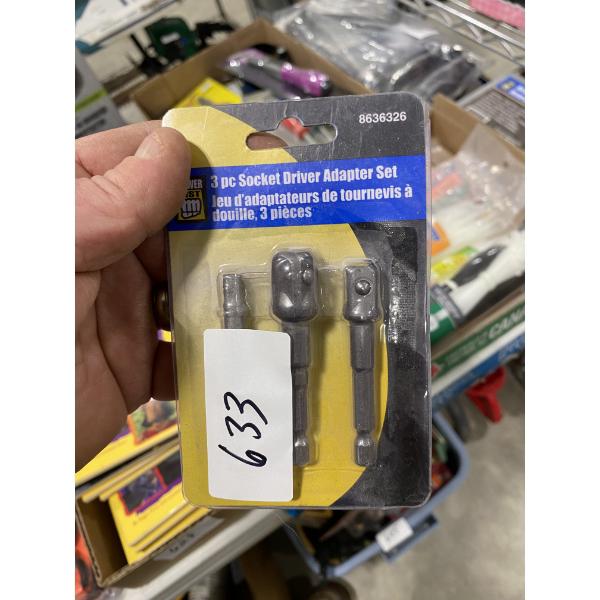 8636326
3 pc Socket Driver Adapter Set
Jeu d'adaptateurs de tournevis à
douille, 3 pièces
633